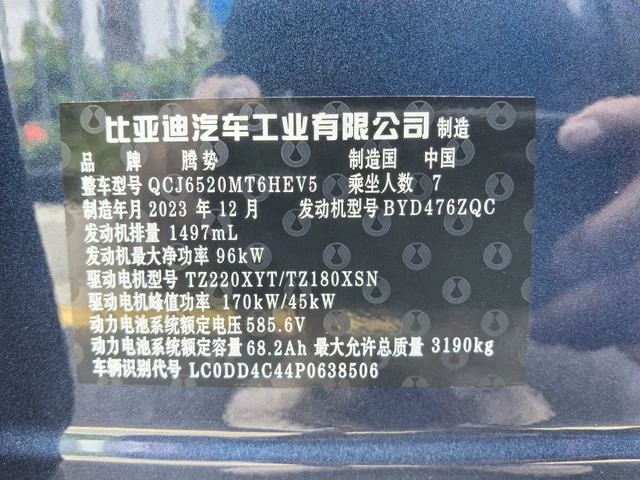 比亚迪汽车工业有限公司 制造
品 牌 腾势 制造国 中国
整车型号 QCJ6520MT6HEV5 乘坐人数 7
制造年月 2023 年 12 月 发动机型号 BYD476ZQC
发动机排量 1497mL
发动机最大净功率 96kW
驱动电机型号 TZ220XYT/TZ180XSN
驱动电机峰值功率 170kW/45kW
动力电池系统额定电压 585.6V
动力电池系统额定容量 68.2Ah 最大允许总质量 3190kg
车辆识别代号 LC0DD4C44P0638506